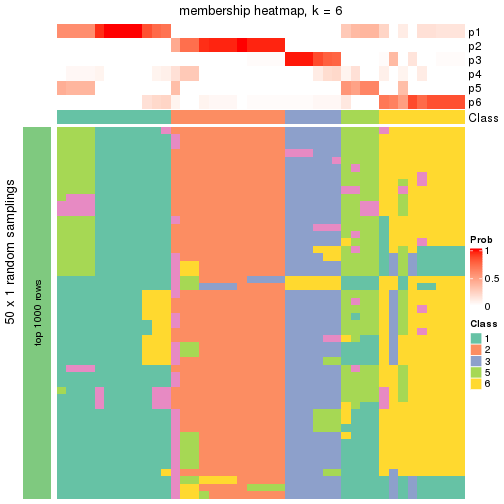 membership heatmap, k = 6
p1
p2
p3
p4
p5
p6
Class
50 x 1 random samplings
top 1000 rows
Prob
1
0.5
0
Class
1
2
3
5
6